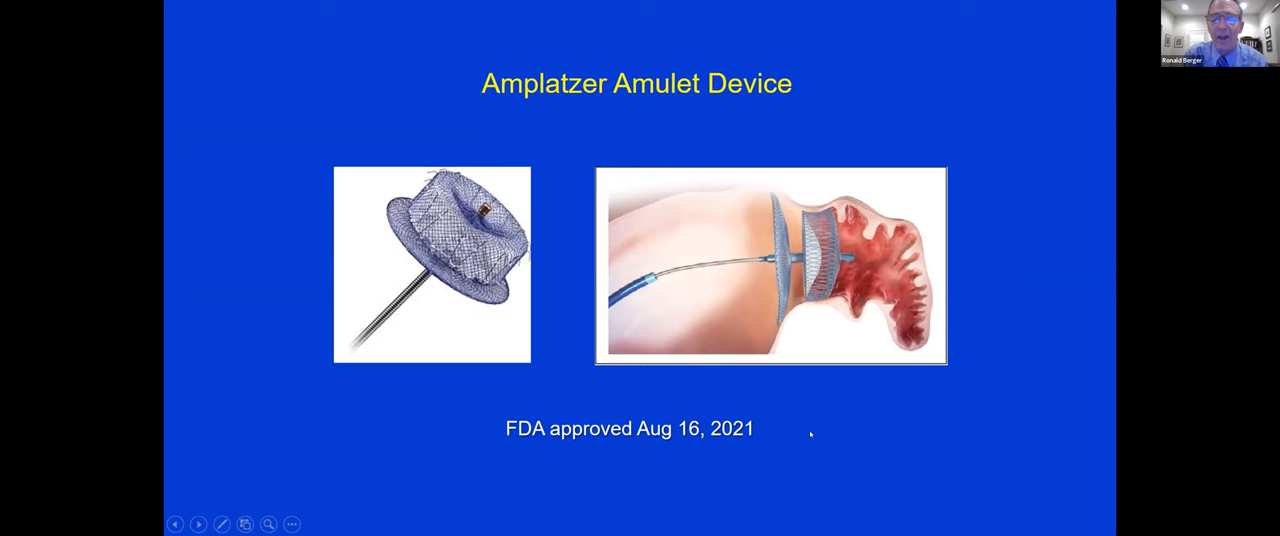 Ronald Berger
Amplatzer Amulet Device
FDA approved Aug 16, 2021